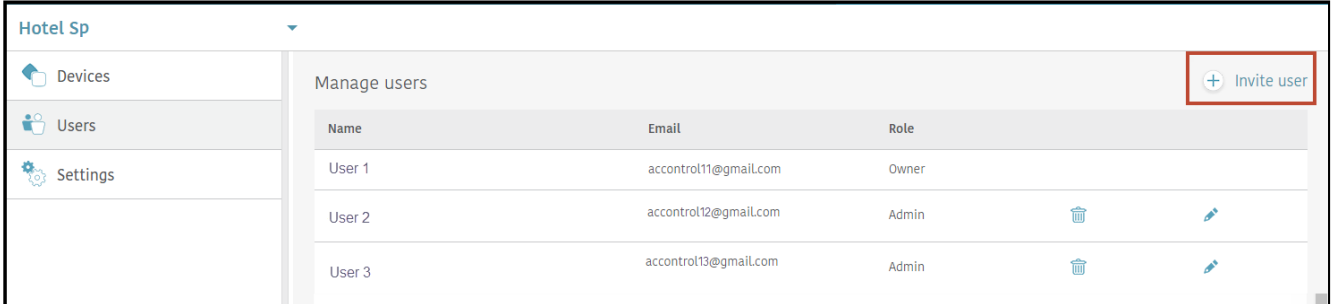 Hotel Sp
Devices
Users
Settings
Manage users
Invite user
Name Email Role
User 1 accontrol11@gmail.com Owner
User 2 accontrol12@gmail.com Admin
User 3 accontrol13@gmail.com Admin